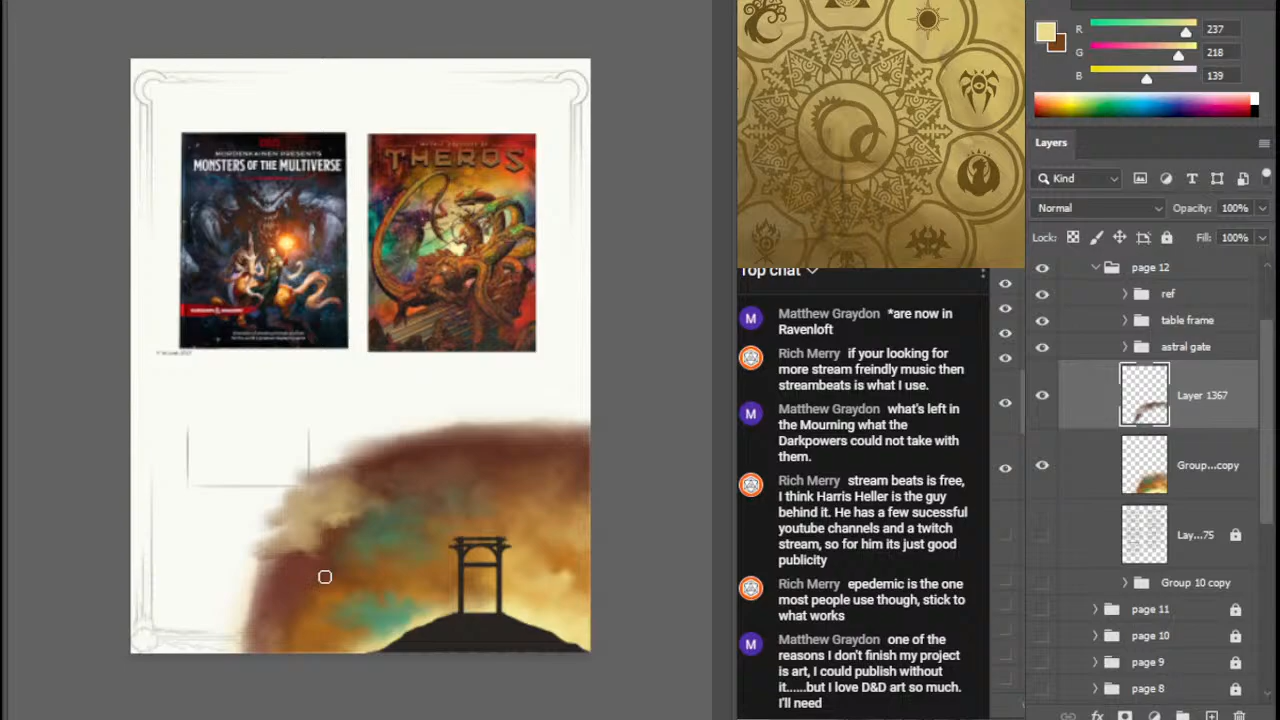 MORDENKAINEN PRESENTS
MONSTERS OF THE MULTIVERSE
THEROS
DUNGEONS & DRAGONS
Top chat
Matthew Graydon *are now in
Ravenloft
Rich Merry if your looking for
more stream freindly music then
streambeats is what I use.
Matthew Graydon what's left in
the Mourning what the
Darkpowers could not take with
them.
Rich Merry stream beats is free,
I think Harris Heller is the guy
behind it. He has a few sucessful
youtube channels and a twitch
stream, so for him its just good
publicity
Rich Merry epedemic is the one
most people use though, stick to
what works
Matthew Graydon one of the
reasons I don't finish my project
is art, I could publish without
it......but I love D&D art so much.
I'll need
M
M
M
R 237
G 218
B 139
Layers
Kind
Normal Opacity: 100%
Lock: Fill: 100%
page 12
ref
table frame
astral gate
Layer 1367
Group...copy
Lay...75
Group 10 copy
page 11
page 10
page 9
page 8
fx